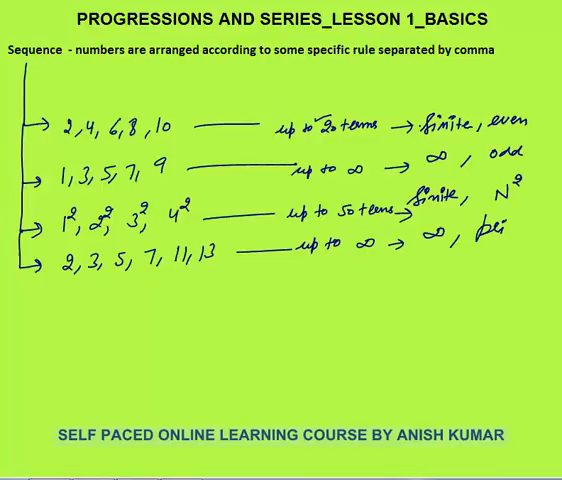 PROGRESSIONS AND SERIES_LESSON 1_BASICS
Sequence - numbers are arranged according to some specific rule separated by comma
→ 2, 4, 6, 8, 10 —— up to 20 terms → finite, even
→ 1, 3, 5, 7, 9 —— up to ∞ → ∞, odd
→ 1², 2², 3², 4² —— up to 50 terms → finite, N²
→ 2, 3, 5, 7, 11, 13 —— up to ∞ → ∞, pri
SELF PACED ONLINE LEARNING COURSE BY ANISH KUMAR